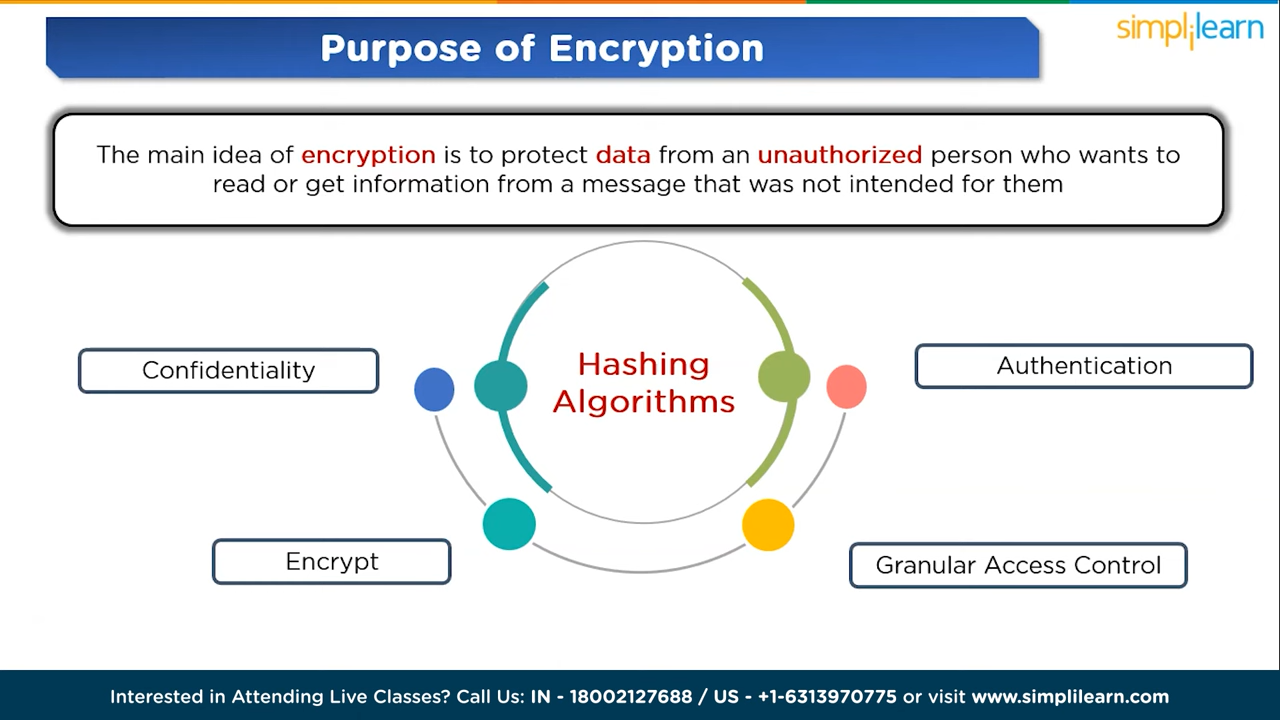 Purpose of Encryption
simplilearn
The main idea of encryption is to protect data from an unauthorized person who wants to
read or get information from a message that was not intended for them
Hashing
Algorithms
Confidentiality
Authentication
Encrypt
Granular Access Control
Interested in Attending Live Classes? Call Us: IN - 18002127688 / US - +1-6313970775 or visit www.simplilearn.com